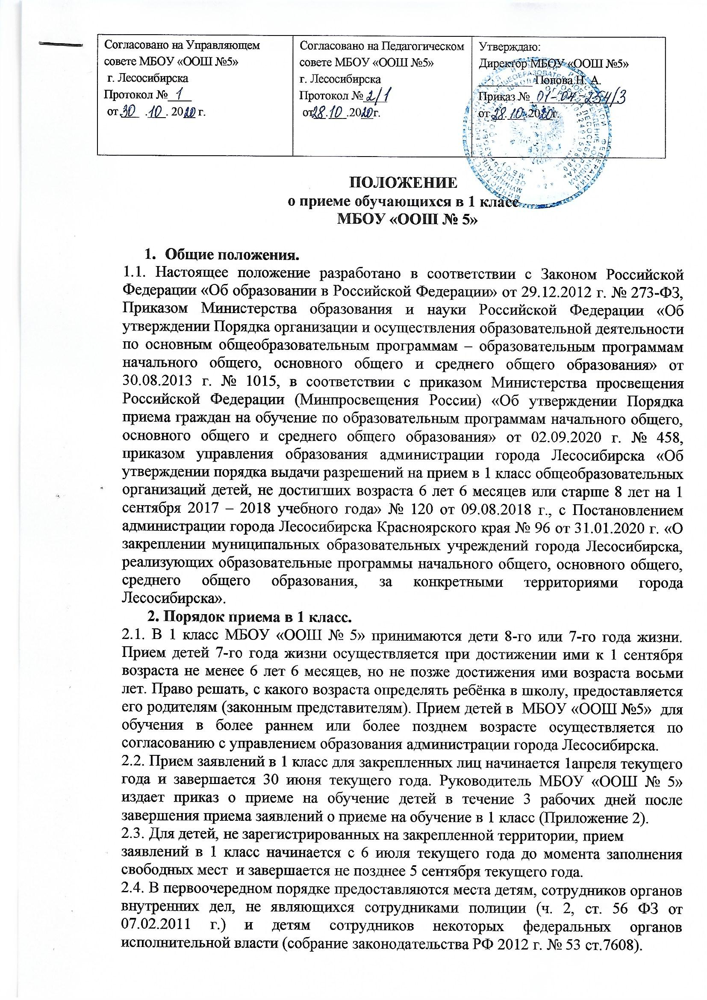 Согласовано на Управляющем
совете МБОУ «ООШ №5»
г. Лесосибирска
Протокол № 1
от 30 . 10 . 2020 г.
Согласовано на Педагогическом
совете МБОУ «ООШ №5»
г. Лесосибирска
Протокол № 2/1
от 28.10.2020 г.
Утверждаю:
Директор МБОУ «ООШ №5»
Попова Н. А.
Приказ № 01-04-254/3
от 28.10.2020г.
ПОЛОЖЕНИЕ
о приеме обучающихся в 1 класс
МБОУ «ООШ № 5»
1. Общие положения.
1.1. Настоящее положение разработано в соответствии с Законом Российской
Федерации «Об образовании в Российской Федерации» от 29.12.2012 г. № 273-ФЗ,
Приказом Министерства образования и науки Российской Федерации «Об
утверждении Порядка организации и осуществления образовательной деятельности
по основным общеобразовательным программам – образовательным программам
начального общего, основного общего и среднего общего образования» от
30.08.2013 г. № 1015, в соответствии с приказом Министерства просвещения
Российской Федерации (Минпросвещения России) «Об утверждении Порядка
приема граждан на обучение по образовательным программам начального общего,
основного общего и среднего общего образования» от 02.09.2020 г. № 458,
приказом управления образования администрации города Лесосибирска «Об
утверждении порядка выдачи разрешений на прием в 1 класс общеобразовательных
организаций детей, не достигших возраста 6 лет 6 месяцев или старше 8 лет на 1
сентября 2017 – 2018 учебного года» № 120 от 09.08.2018 г., с Постановлением
администрации города Лесосибирска Красноярского края № 96 от 31.01.2020 г. «О
закреплении муниципальных образовательных учреждений города Лесосибирска,
реализующих образовательные программы начального общего, основного общего,
среднего общего образования, за конкретными территориями города
Лесосибирска».
2. Порядок приема в 1 класс.
2.1. В 1 класс МБОУ «ООШ № 5» принимаются дети 8-го или 7-го года жизни.
Прием детей 7-го года жизни осуществляется при достижении ими к 1 сентября
возраста не менее 6 лет 6 месяцев, но не позже достижения ими возраста восьми
лет. Право решать, с какого возраста определять ребёнка в школу, предоставляется
его родителям (законным представителям). Прием детей в МБОУ «ООШ №5» для
обучения в более раннем или более позднем возрасте осуществляется по
согласованию с управлением образования администрации города Лесосибирска.
2.2. Прием заявлений в 1 класс для закрепленных лиц начинается 1апреля текущего
года и завершается 30 июня текущего года. Руководитель МБОУ «ООШ № 5»
издает приказ о приеме на обучение детей в течение 3 рабочих дней после
завершения приема заявлений о приеме на обучение в 1 класс (Приложение 2).
2.3. Для детей, не зарегистрированных на закрепленной территории, прием
заявлений в 1 класс начинается с 6 июля текущего года до момента заполнения
свободных мест и завершается не позднее 5 сентября текущего года.
2.4. В первоочередном порядке предоставляются места детям, сотрудников органов
внутренних дел, не являющихся сотрудниками полиции (ч. 2, ст. 56 ФЗ от
07.02.2011 г.) и детям сотрудников некоторых федеральных органов
исполнительной власти (собрание законодательства РФ 2012 г. № 53 ст.7608).